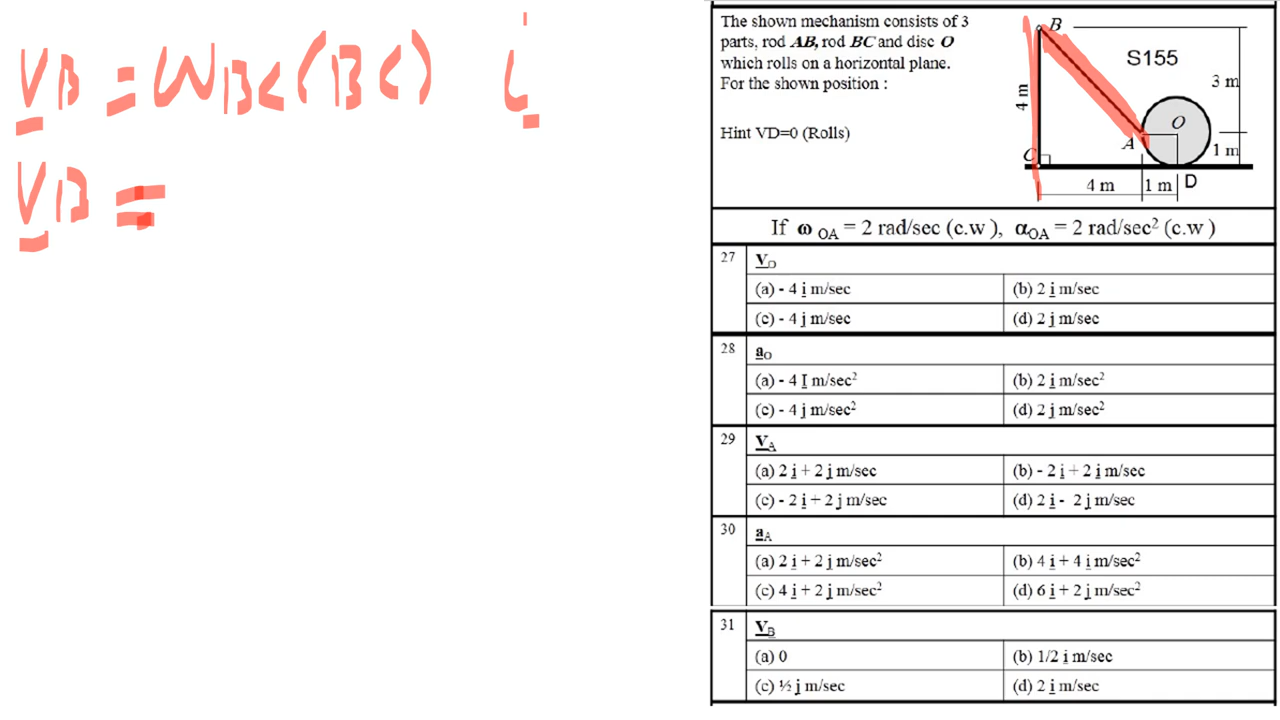 VB = ωBC (BC) i
VB =
The shown mechanism consists of 3
parts, rod AB, rod BC and disc O
which rolls on a horizontal plane.
For the shown position :
Hint VD=0 (Rolls)
B
S155
3 m
4 m
O
A
1 m
C
4 m
1 m
D
If ω OA = 2 rad/sec (c.w ), α OA = 2 rad/sec² (c.w )
27 VO
(a) - 4 i m/sec (b) 2 i m/sec
(c) - 4 j m/sec (d) 2 j m/sec
28 aO
(a) - 4 I m/sec² (b) 2 i m/sec²
(c) - 4 j m/sec² (d) 2 j m/sec²
29 VA
(a) 2 i + 2 j m/sec (b) - 2 i + 2 i m/sec
(c) - 2 i + 2 j m/sec (d) 2 i - 2 j m/sec
30 aA
(a) 2 i + 2 j m/sec² (b) 4 i + 4 i m/sec²
(c) 4 i + 2 j m/sec² (d) 6 i + 2 j m/sec²
31 VB
(a) 0 (b) 1/2 i m/sec
(c) ½ j m/sec (d) 2 i m/sec